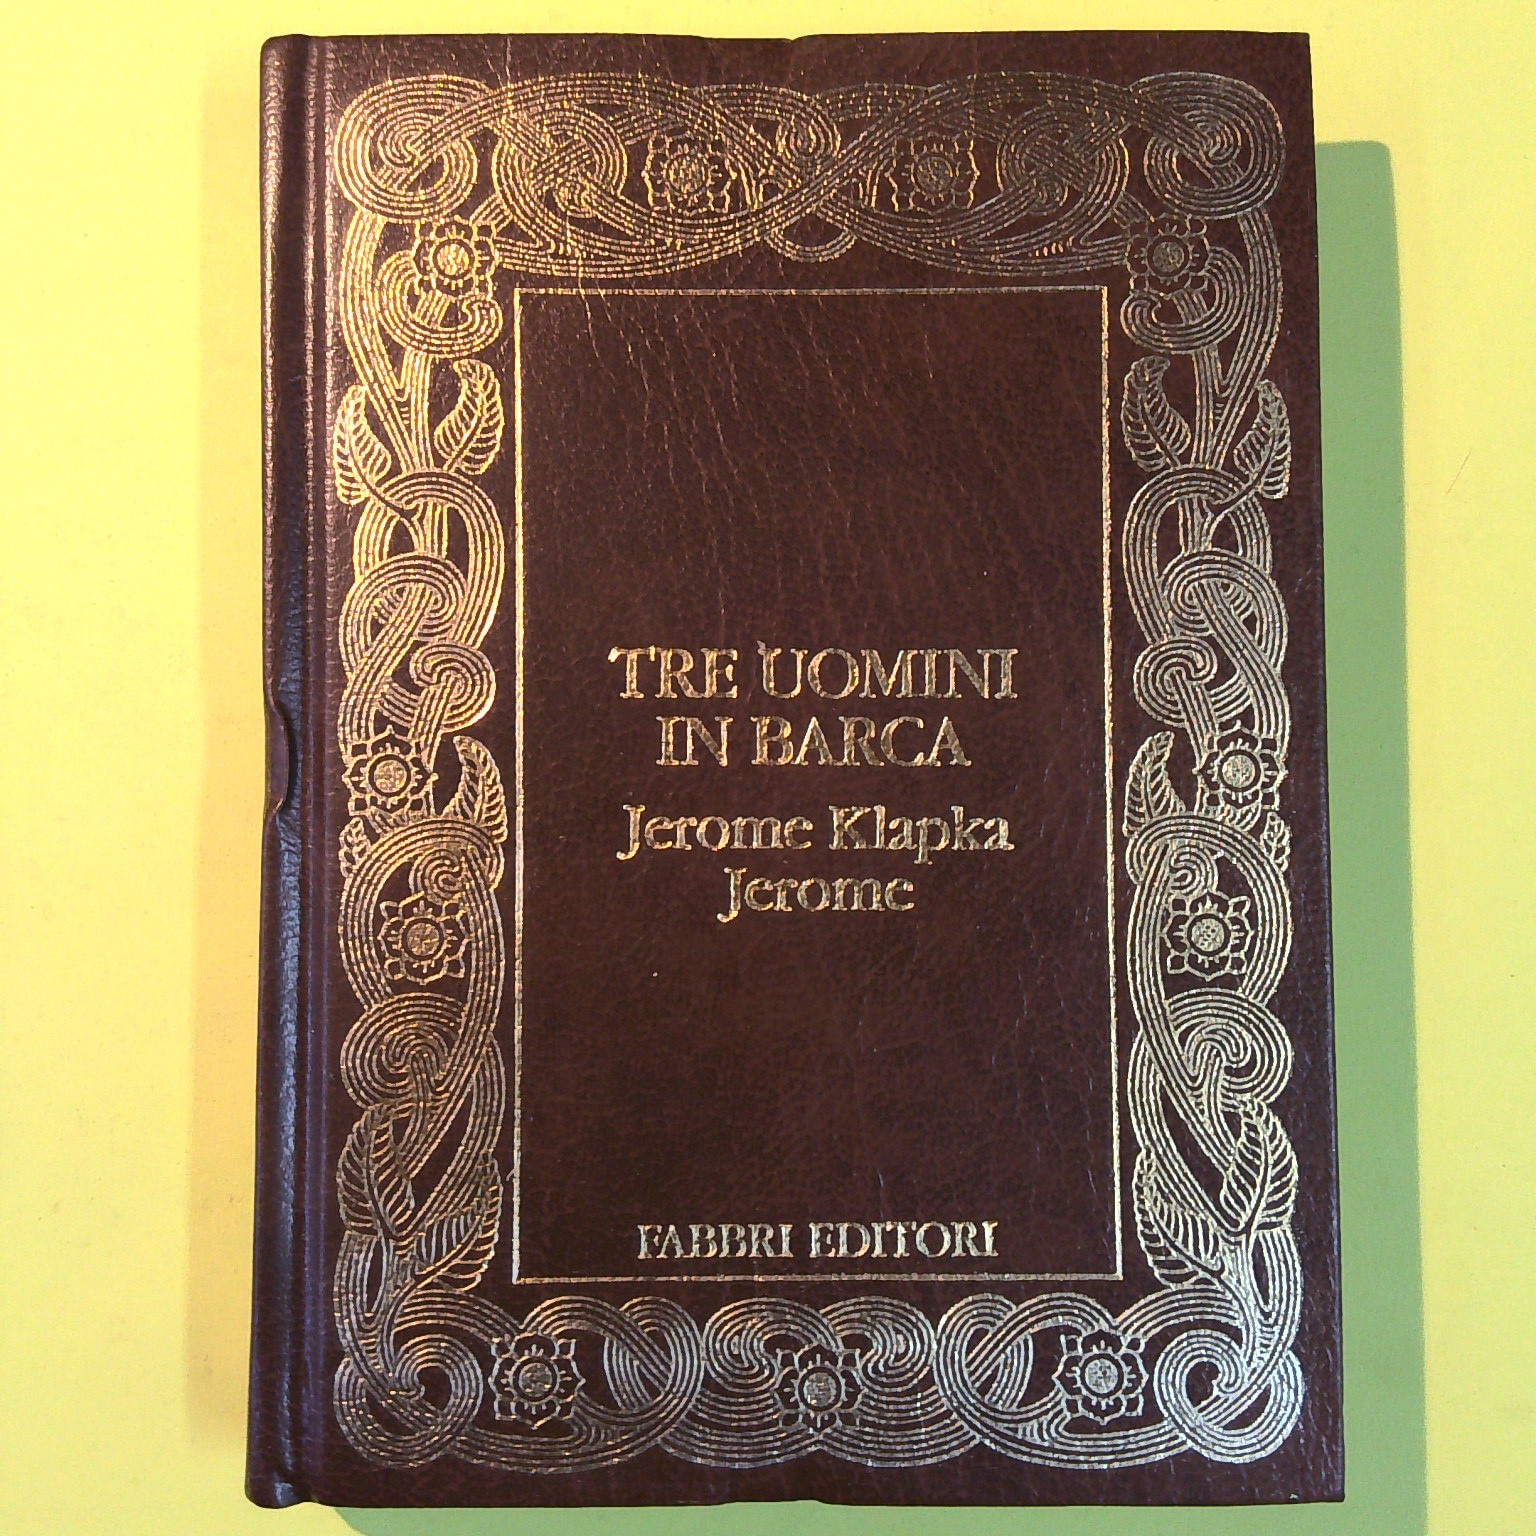 TRE UOMINI
IN BARCA
Jerome Klapka
Jerome
FABBRI EDITORI